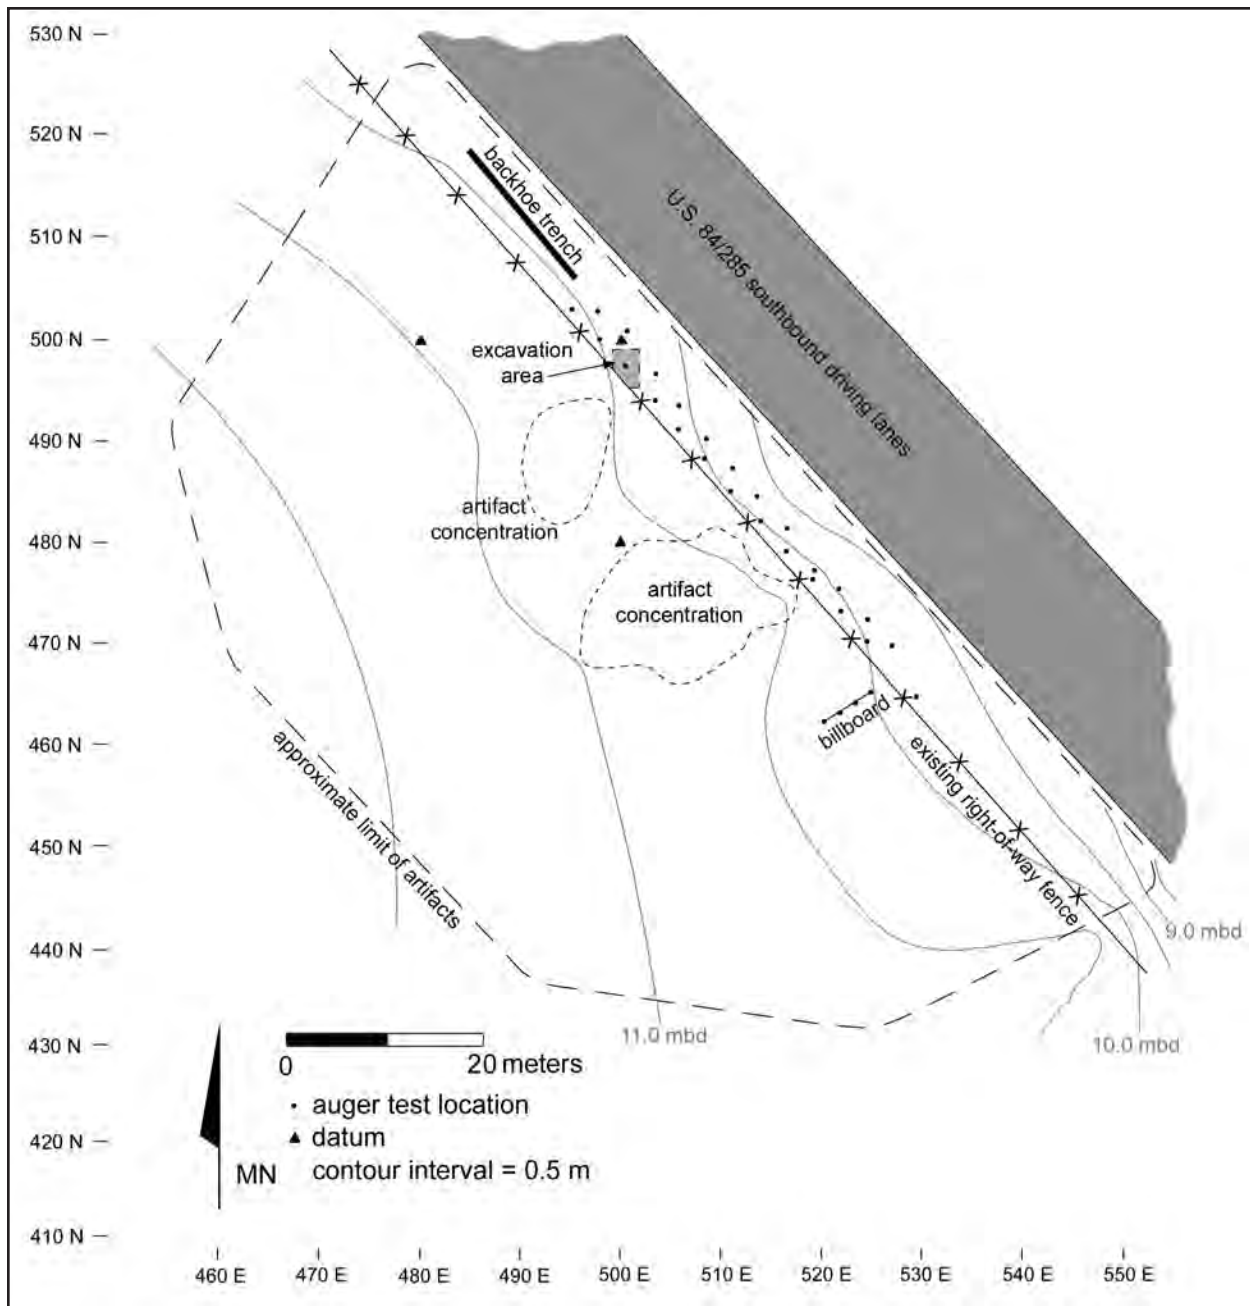 530 N
520 N
510 N
500 N
490 N
480 N
470 N
460 N
450 N
440 N
430 N
420 N
410 N
backhoe trench
U.S. 84/285 southbound driving lanes
excavation
area
artifact
concentration
artifact
concentration
billboard
existing right-of-way fence
approximate limit of artifacts
9.0 mbd
10.0 mbd
11.0 mbd
0
20 meters
auger test location
datum
contour interval = 0.5 m
MN
460 E
470 E
480 E
490 E
500 E
510 E
520 E
530 E
540 E
550 E